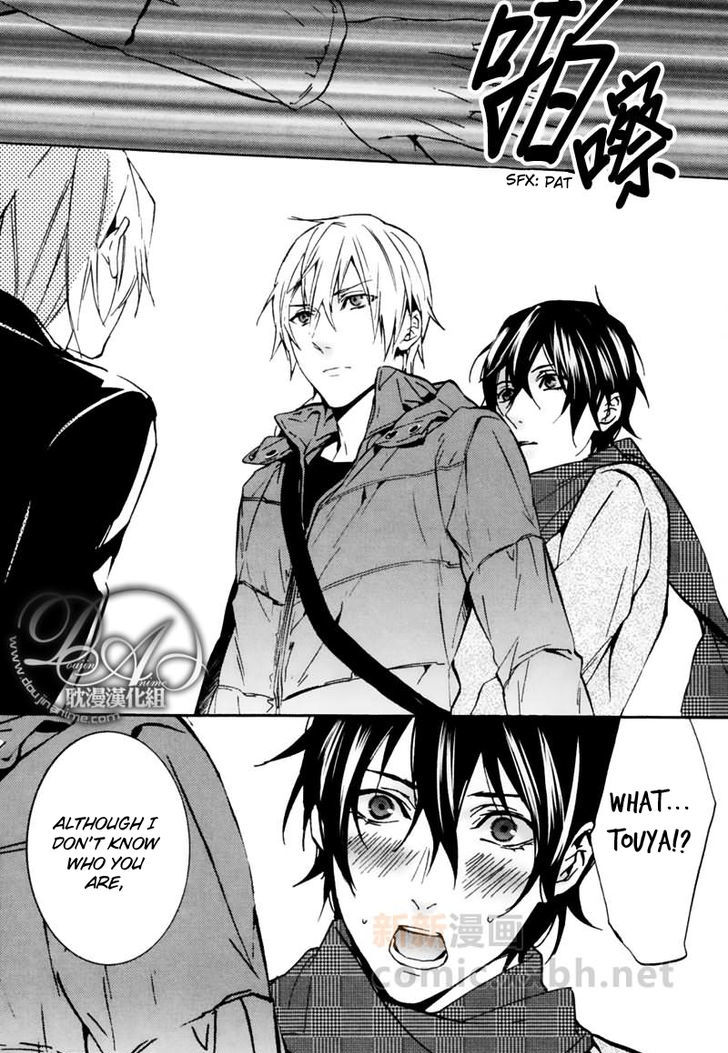 啪
嚓
SFX: PAT
Doujin
Anime
耽漫漢化組
www.doujinanime.com
WHAT...
TOUYA!?
ALTHOUGH I
DON'T KNOW
WHO YOU
ARE,
新新漫画